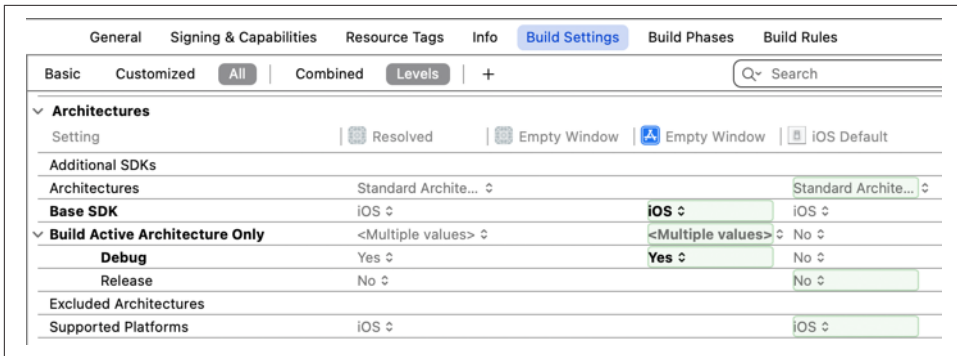 General Signing & Capabilities Resource Tags Info Build Settings Build Phases Build Rules
Basic Customized All Combined Levels + Search
Architectures
Setting Resolved Empty Window Empty Window iOS Default
Additional SDKs
Architectures Standard Archite... Standard Archite...
Base SDK iOS iOS iOS
Build Active Architecture Only <Multiple values> <Multiple values> No
Debug Yes Yes No
Release No No
Excluded Architectures
Supported Platforms iOS iOS